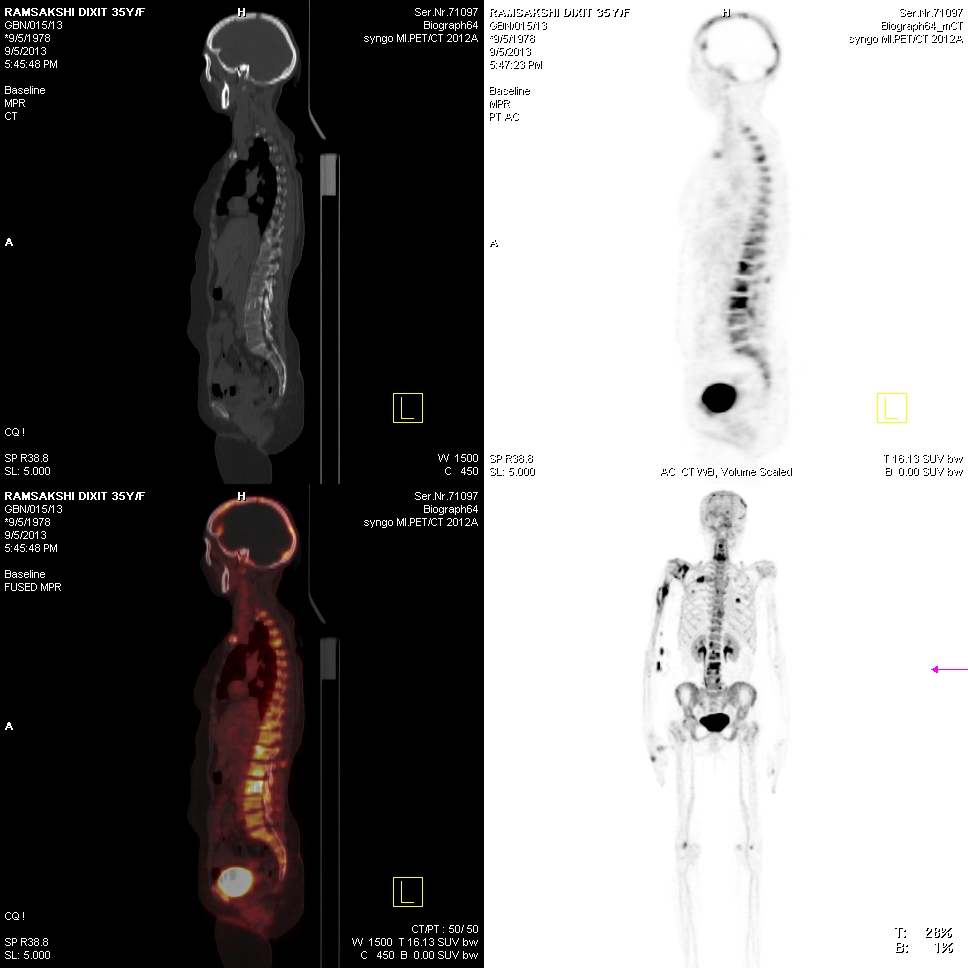 RAMSAKSHI DIXIT 35Y/F
GBN/015/13
*9/5/1978
9/5/2013
5:45:48 PM
Baseline
MPR
CT
H
Ser.Nr.71097
Biograph64
syngo MI.PET/CT 2012A
A
L
CQ !
SP R38.8
SL: 5.000
W 1500
C 450
RAMSAKSHI DIXIT 35Y/F
GBN/015/13
*9/5/1978
9/5/2013
5:47:23 PM
Baseline
MPR
PT AC
H
Ser.Nr.71097
Biograph64_mCT
syngo MI.PET/CT 2012A
A
L
SP R38.8
SL: 5.000
AC CT WB, Volume Scaled
T 16.13 SUV bw
B 0.00 SUV bw
RAMSAKSHI DIXIT 35Y/F
GBN/015/13
*9/5/1978
9/5/2013
5:45:48 PM
Baseline
FUSED MPR
H
Ser.Nr.71097
Biograph64
syngo MI.PET/CT 2012A
A
L
CQ !
SP R38.8
SL: 5.000
CT/PT : 50/50
W 1500 T 16.13 SUV bw
C 450 B 0.00 SUV bw
T: 28%
B: 1%